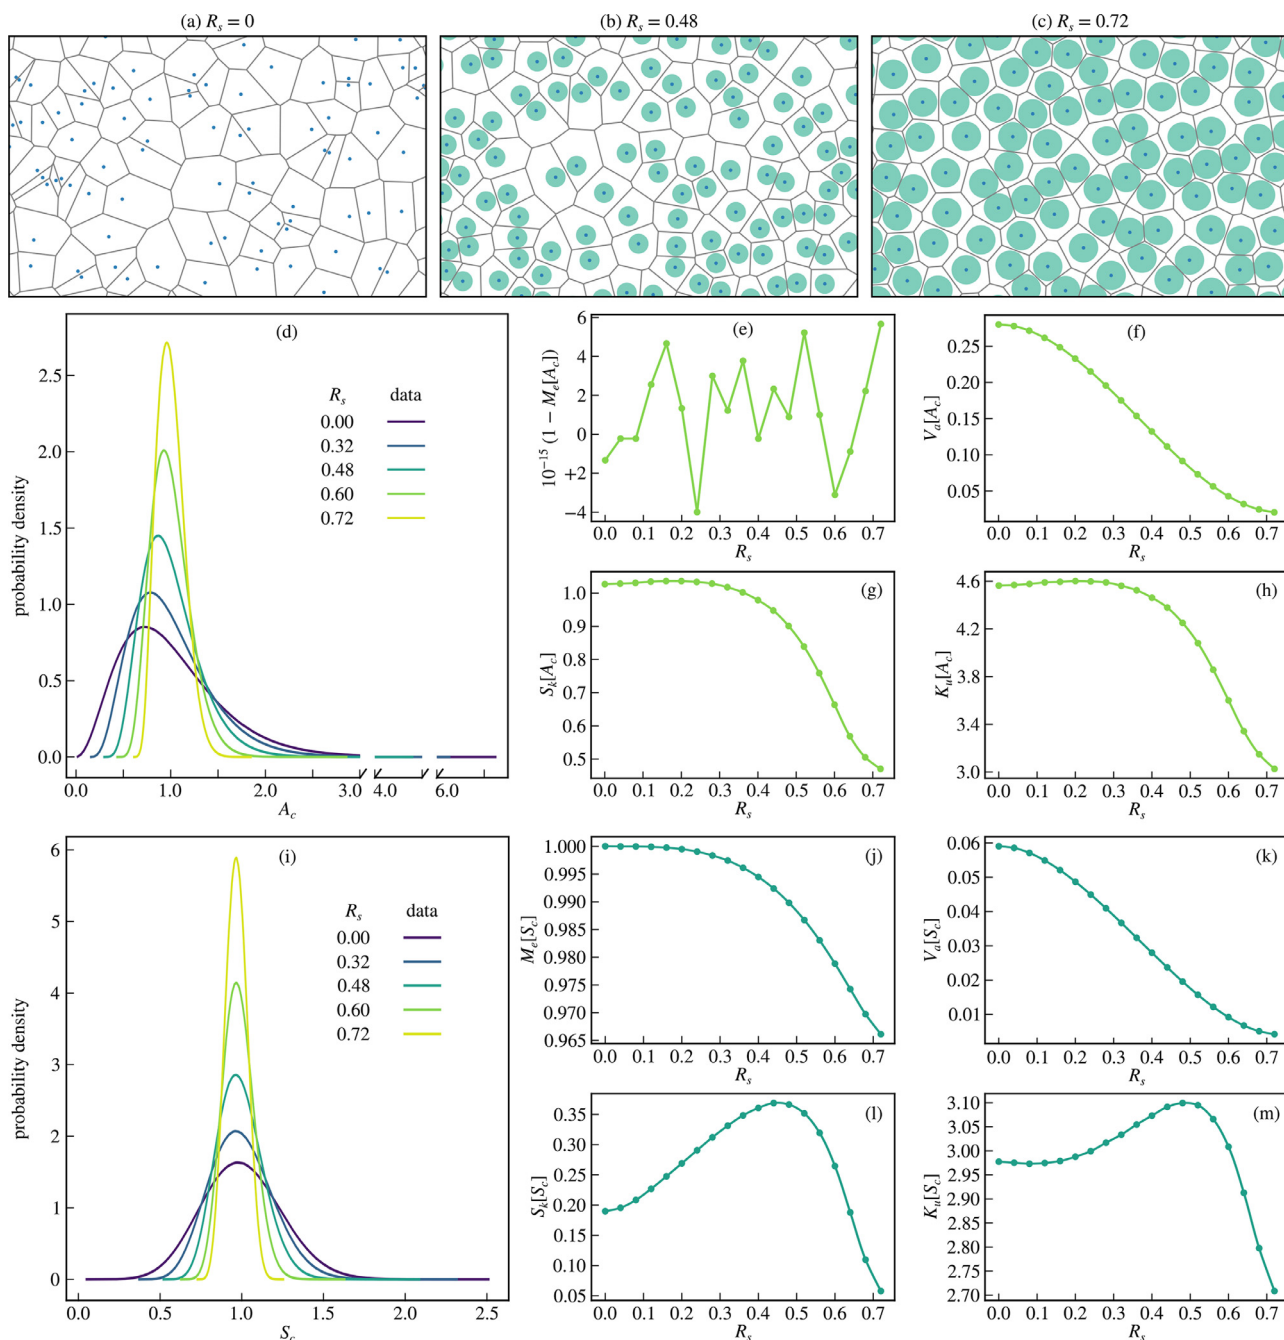 (a) R_s = 0
(b) R_s = 0.48
(c) R_s = 0.72
(d)
probability density
2.5
2.0
1.5
1.0
0.5
0.0
R_s data
0.00
0.32
0.48
0.60
0.72
0.0 0.5 1.0 2.0 3.0 4.0 6.0
A_c
(e)
10^−15 (1 − M_e[A_c])
6
4
2
0
+2
−4
0.0 0.1 0.2 0.3 0.4 0.5 0.6 0.7
R_s
(f)
V_a[A_c]
0.25
0.20
0.15
0.10
0.05
0.0 0.1 0.2 0.3 0.4 0.5 0.6 0.7
R_s
(g)
S_k[A_c]
1.0
0.9
0.8
0.7
0.6
0.5
0.0 0.1 0.2 0.3 0.4 0.5 0.6 0.7
R_s
(h)
K_u[A_c]
4.6
4.2
3.8
3.4
3.0
0.0 0.1 0.2 0.3 0.4 0.5 0.6 0.7
R_s
(i)
probability density
6
5
4
3
2
1
0
R_s data
0.00
0.32
0.48
0.60
0.72
0.0 0.5 1.0 1.5 2.0 2.5
S_c
(j)
M_e[S_c]
1.000
0.995
0.990
0.985
0.980
0.975
0.970
0.965
0.0 0.1 0.2 0.3 0.4 0.5 0.6 0.7
R_s
(k)
V_a[S_c]
0.06
0.05
0.04
0.03
0.02
0.01
0.0 0.1 0.2 0.3 0.4 0.5 0.6 0.7
R_s
(l)
S_k[S_c]
0.35
0.30
0.25
0.20
0.15
0.10
0.05
0.0 0.1 0.2 0.3 0.4 0.5 0.6 0.7
R_s
(m)
K_u[S_c]
3.10
3.05
3.00
2.95
2.90
2.85
2.80
2.75
2.70
0.0 0.1 0.2 0.3 0.4 0.5 0.6 0.7
R_s